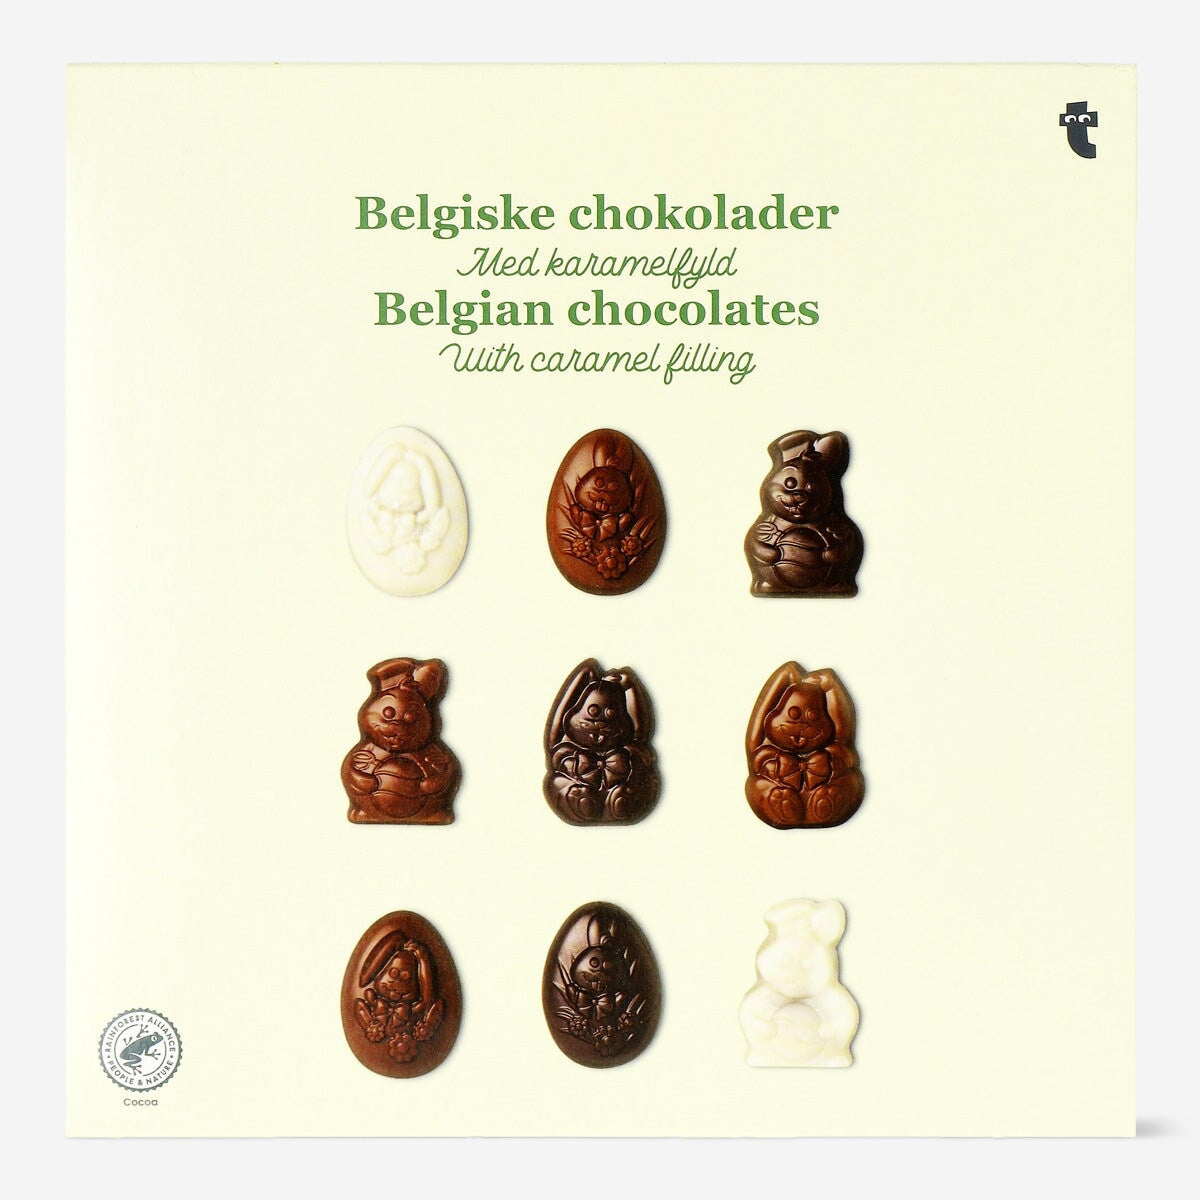 t
Belgiske chokolader
Med karamelfyld
Belgian chocolates
With caramel filling
RAINFOREST ALLIANCE
PEOPLE & NATURE
Cocoa